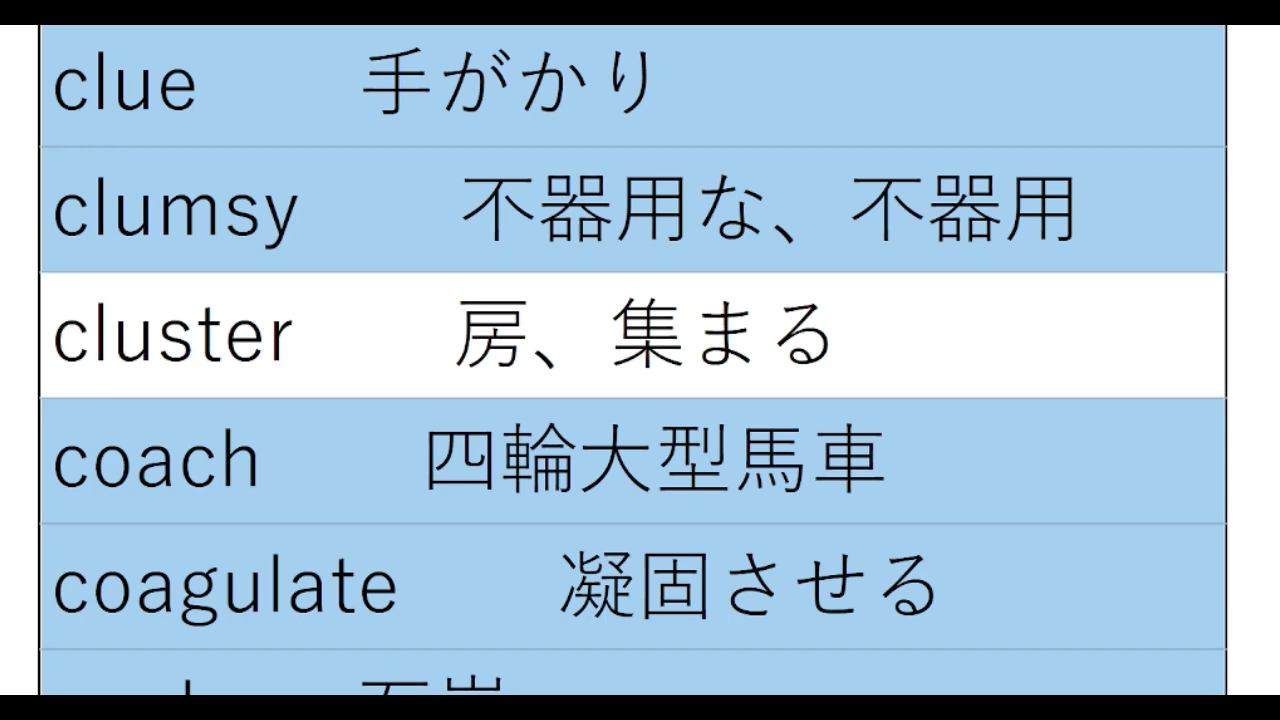 clue 手がかり
clumsy 不器用な、不器用
cluster 房、集まる
coach 四輪大型馬車
coagulate 凝固させる